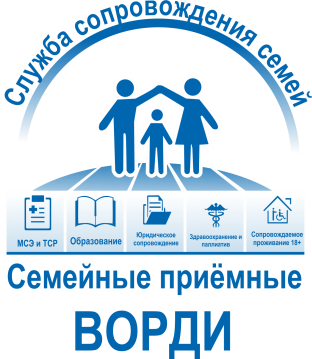 Служба сопровождения семей
МСЭ и ТСР
Образование
Юридическое
сопровождение
Здравоохранение и
паллиатив
Сопровождаемое
проживание 18+
Семейные приёмные
ВОРДИ